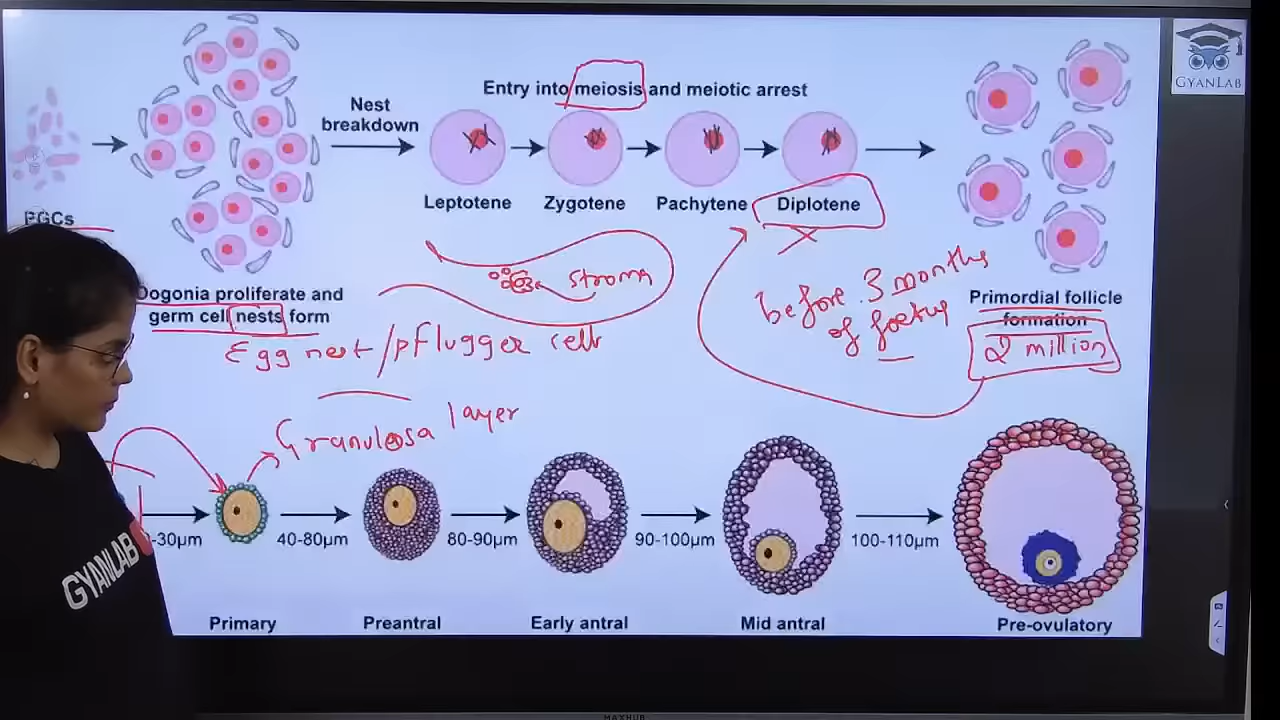 GYANLAB
Entry into meiosis and meiotic arrest
Nest
breakdown
Leptotene
Zygotene
Pachytene
Diplotene
PGCs
Oogonia proliferate and
germ cell nests form
stroma
Egg nest/pflugger cells
before 3 months
of foetus
Primordial follicle
formation
2 million
Granulosa layer
-30µm
40-80µm
80-90µm
90-100µm
100-110µm
GYANLAB
Primary
Preantral
Early antral
Mid antral
Pre-ovulatory
MAXHUB